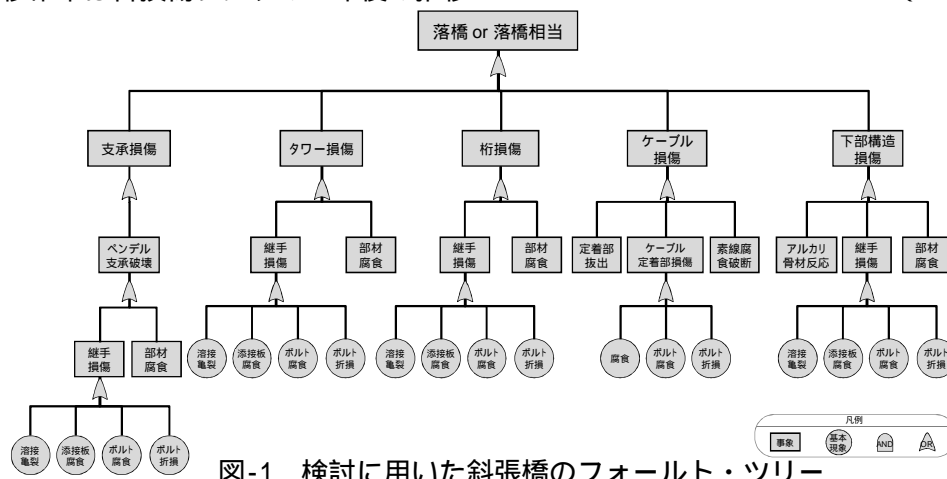 落橋 or 落橋相当
支承損傷
タワー損傷
桁損傷
ケーブル
損傷
下部構造
損傷
ペンデル
支承破壊
継手
損傷
部材
腐食
継手
損傷
部材
腐食
定着部
抜出
ケーブル
定着部損傷
素線腐
食破断
アルカリ
骨材反応
継手
損傷
部材
腐食
継手
損傷
部材
腐食
溶接
亀裂
添接板
腐食
ボルト
腐食
ボルト
折損
溶接
亀裂
添接板
腐食
ボルト
腐食
ボルト
折損
腐食
ボルト
腐食
ボルト
折損
溶接
亀裂
添接板
腐食
ボルト
腐食
ボルト
折損
溶接
亀裂
添接板
腐食
ボルト
腐食
ボルト
折損
凡例
事象
基本
現象
AND
OR
図-1 検討に用いた斜張橋のフォールト・ツリー